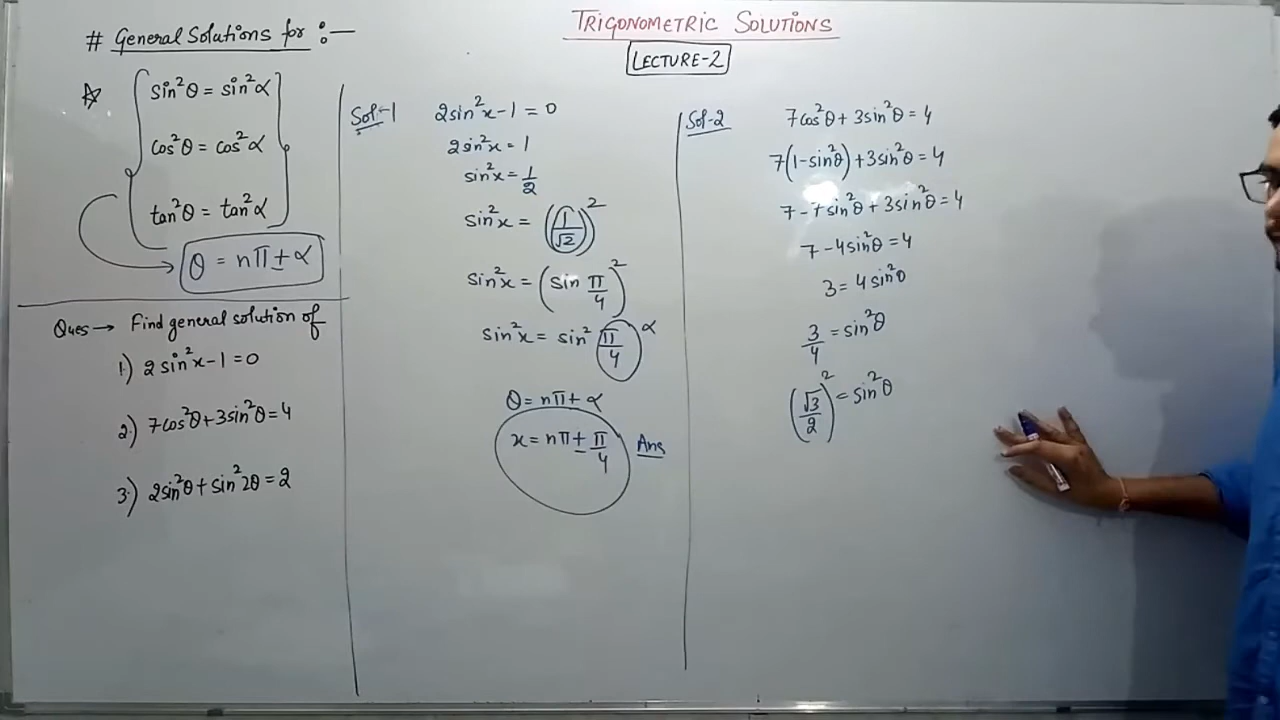 TRIGONOMETRIC SOLUTIONS
LECTURE-2
# General Solutions for :—
sin²θ = sin²α
cos²θ = cos²α
tan²θ = tan²α
θ = nπ ± α
Ques → Find general solution of
1.) 2 sin²x - 1 = 0
2.) 7cos²θ + 3sin²θ = 4
3.) 2sin²θ + sin²2θ = 2
Sol-1
2sin²x - 1 = 0
2sin²x = 1
sin²x = 1/2
sin²x = (1/√2)²
sin²x = (sin π/4)²
sin²x = sin² π/4 α
θ = nπ ± α
x = nπ ± π/4 Ans
Sol-2
7cos²θ + 3sin²θ = 4
7(1-sin²θ) + 3sin²θ = 4
7 - 7sin²θ + 3sin²θ = 4
7 - 4sin²θ = 4
3 = 4sin²θ
3/4 = sin²θ
(√3/2)² = sin²θ